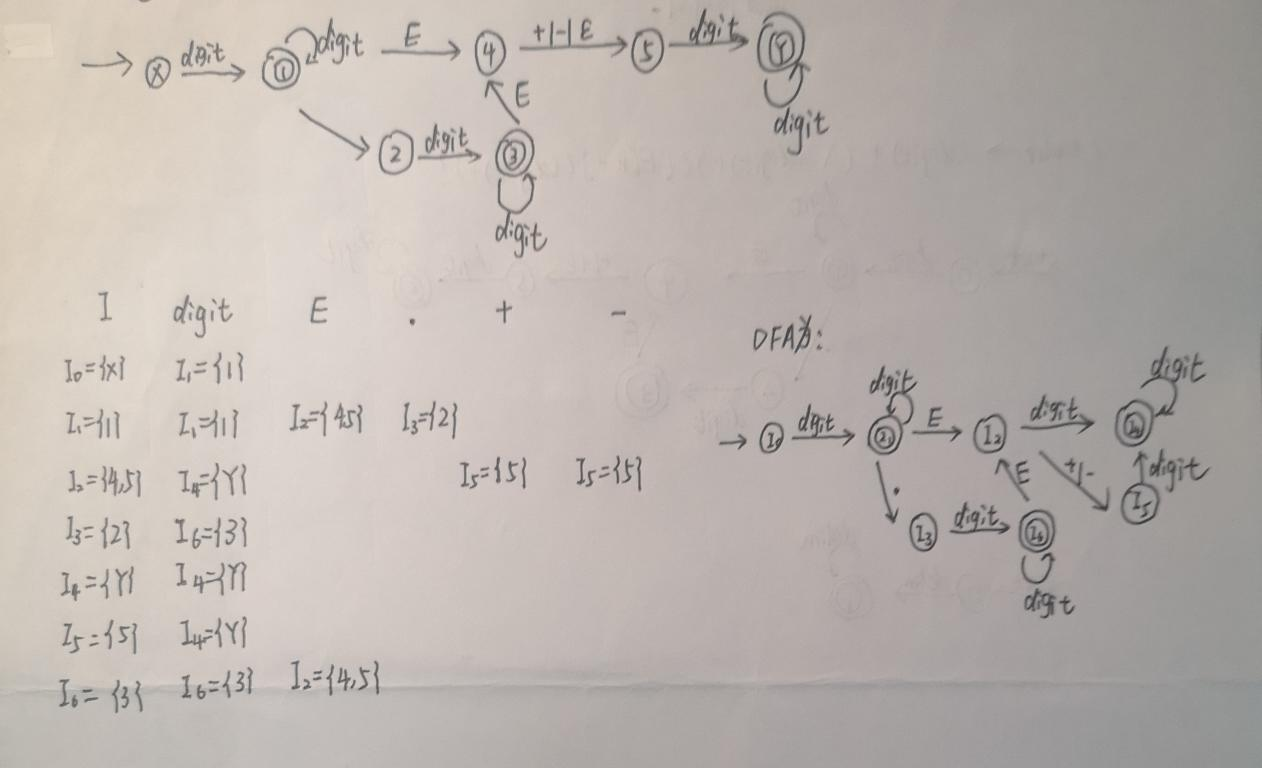 digit E +|-|ε digit
X digit 1 4 5 Y
E
digit
2 digit 3
digit
I digit E . + -
DFA为:
I₀={X} I₁={1}
I₁={1} I₁={1} I₂={4,5} I₃={2}
I₂={4,5} I₄={Y} I₅={5} I₅={5}
I₃={2} I₆={3}
I₄={Y} I₄={Y}
I₅={5} I₄={Y}
I₆={3} I₆={3} I₂={4,5}
digit digit
I₀ digit E I₂ digit
. E +/- digit
I₃ digit I₅
digit